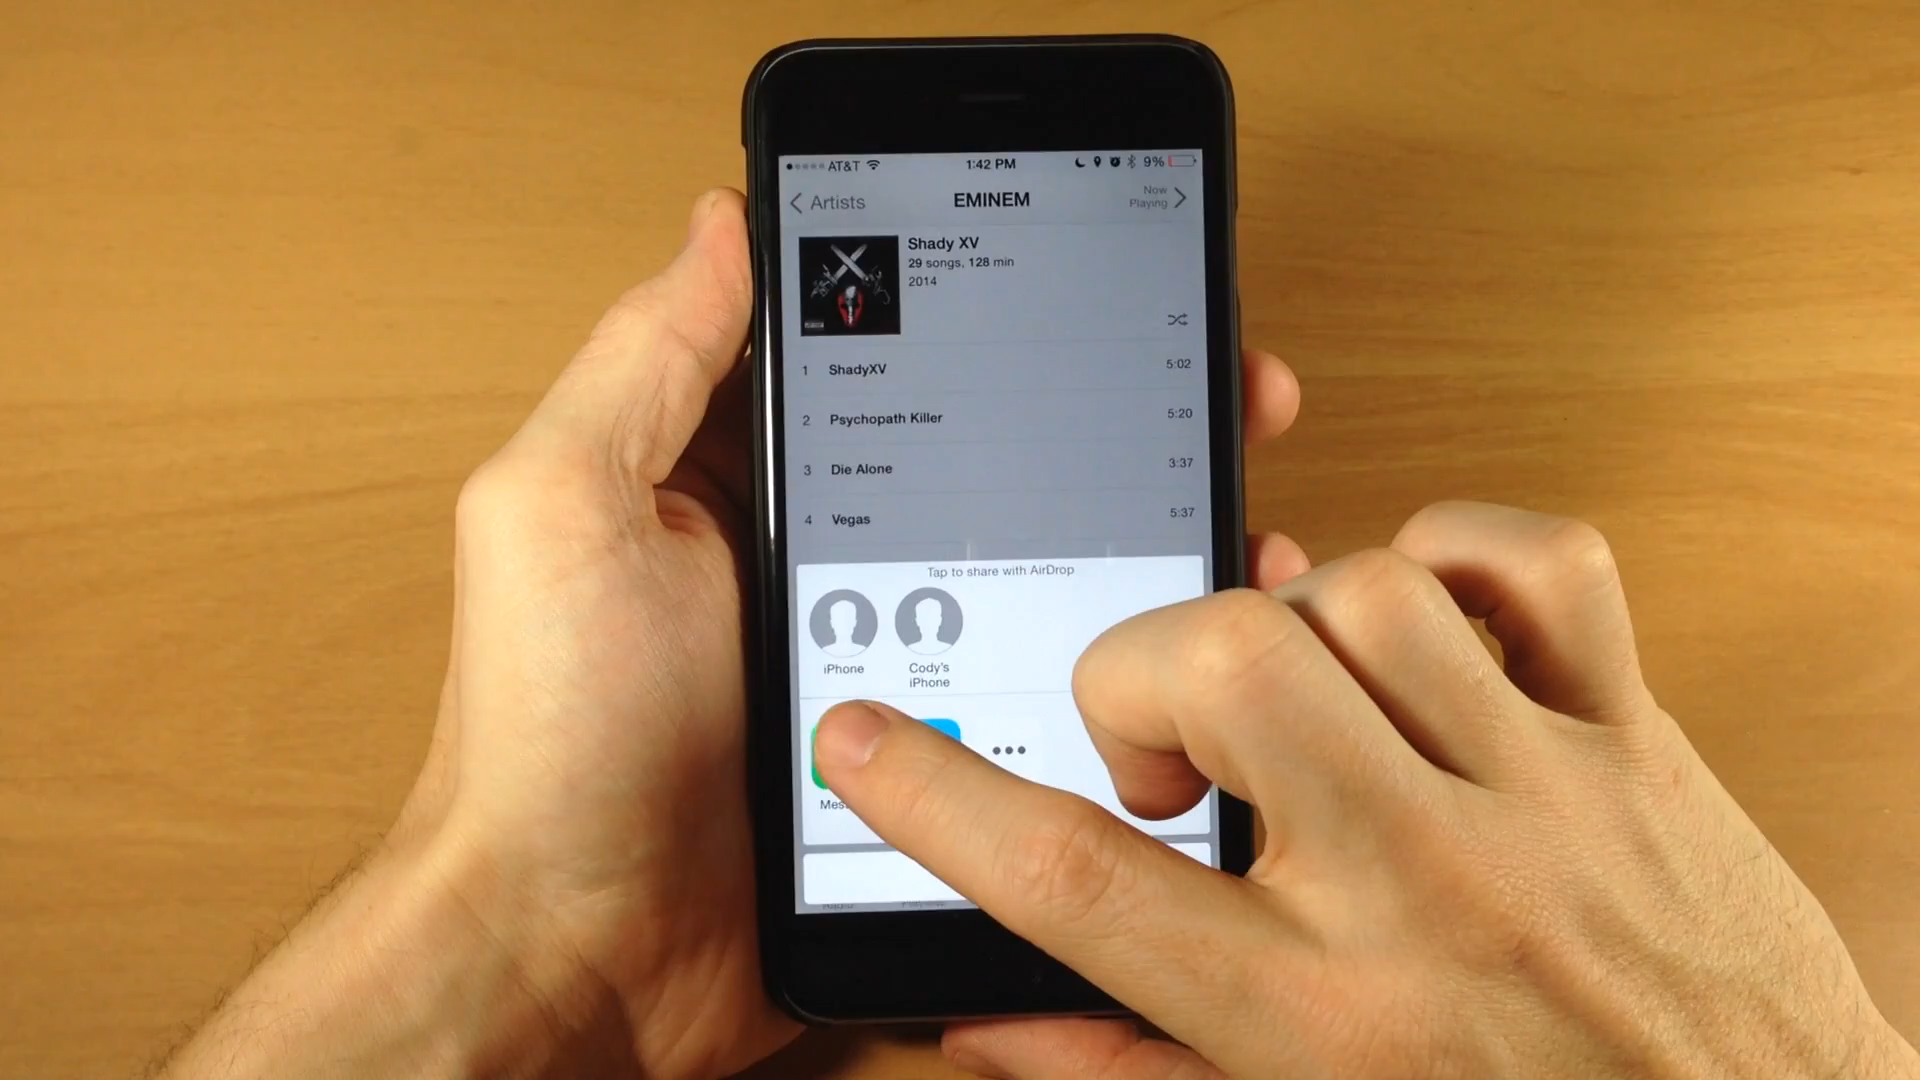 AT&T 1:42 PM 9%
Artists EMINEM Now Playing
Shady XV
29 songs, 128 min
2014
1 ShadyXV 5:02
2 Psychopath Killer 5:20
3 Die Alone 3:37
4 Vegas 5:37
Tap to share with AirDrop
iPhone Cody's iPhone
Mes